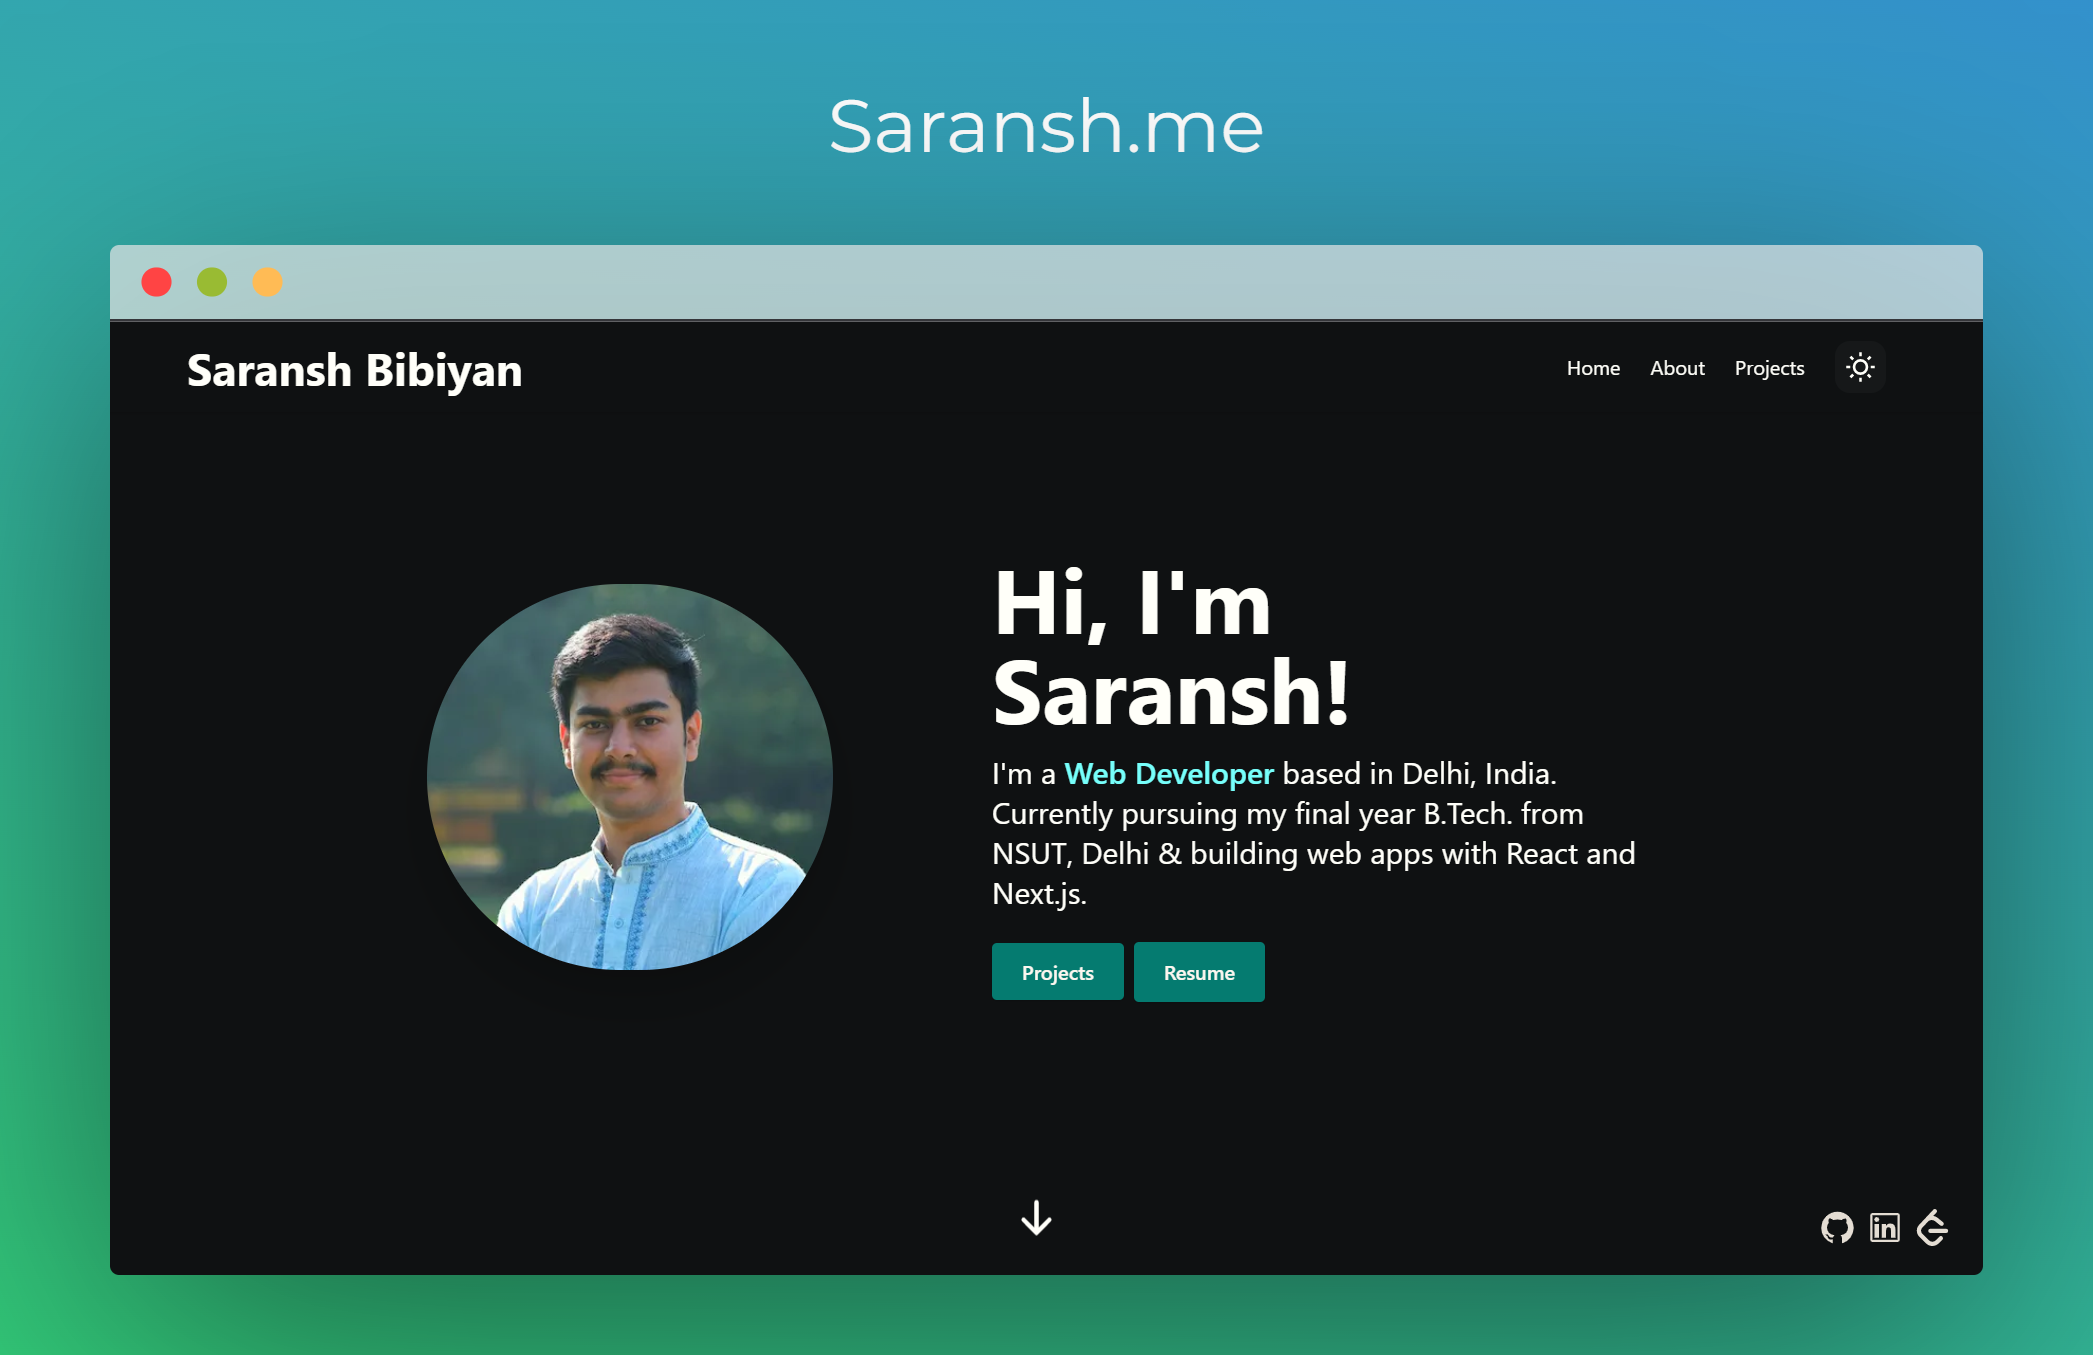 Saransh.me
Saransh Bibiyan
Home About Projects
Hi, I'm
Saransh!
I'm a Web Developer based in Delhi, India.
Currently pursuing my final year B.Tech. from
NSUT, Delhi & building web apps with React and
Next.js.
Projects Resume
in